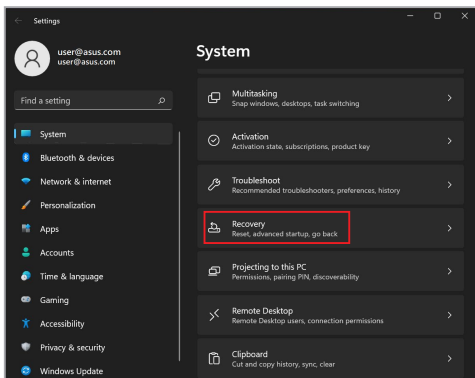 Settings
user@asus.com
user@asus.com
Find a setting
System
Bluetooth & devices
Network & internet
Personalization
Apps
Accounts
Time & language
Gaming
Accessibility
Privacy & security
Windows Update
System
Multitasking
Snap windows, desktops, task switching
Activation
Activation state, subscriptions, product key
Troubleshoot
Recommended troubleshooters, preferences, history
Recovery
Reset, advanced startup, go back
Projecting to this PC
Permissions, pairing PIN, discoverability
Remote Desktop
Remote Desktop users, connection permissions
Clipboard
Cut and copy history, sync, clear